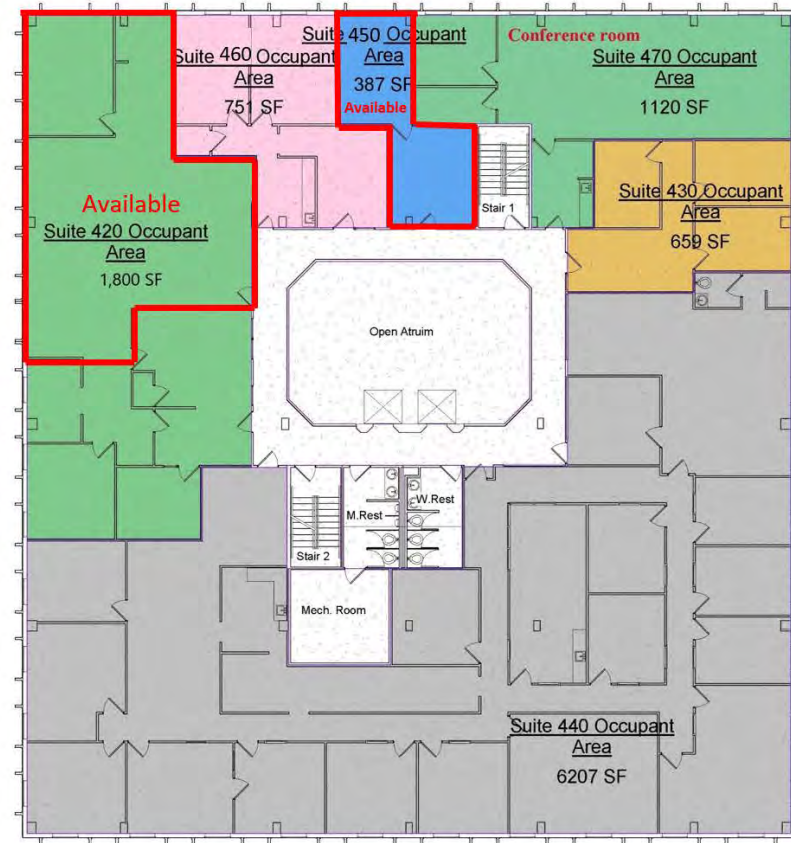 Suite 450 Occupant
Area
387 SF
Available
Suite 460 Occupant
Area
751 SF
Conference room
Suite 470 Occupant
Area
1120 SF
Available
Suite 420 Occupant
Area
1,800 SF
Stair 1
Suite 430 Occupant
Area
659 SF
Open Atruim
M.Rest
W.Rest
Stair 2
Mech. Room
Suite 440 Occupant
Area
6207 SF